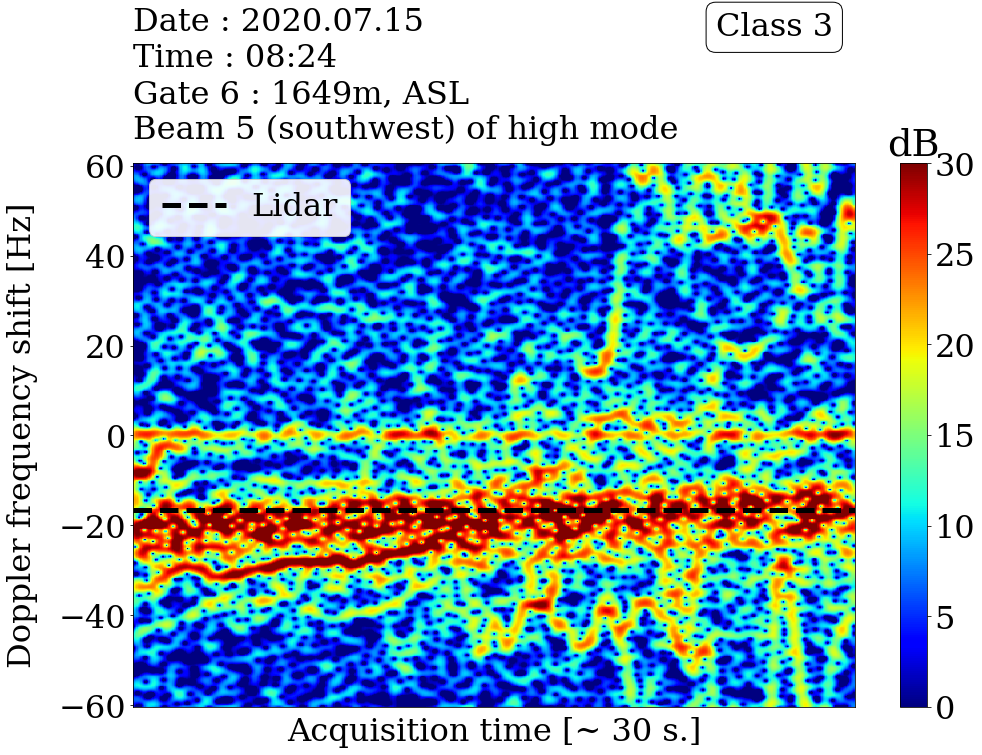 Date : 2020.07.15
Time : 08:24
Gate 6 : 1649m, ASL
Beam 5 (southwest) of high mode
Class 3
dB
Lidar
Doppler frequency shift [Hz]
60
40
20
0
−20
−40
−60
30
25
20
15
10
5
0
Acquisition time [~ 30 s.]